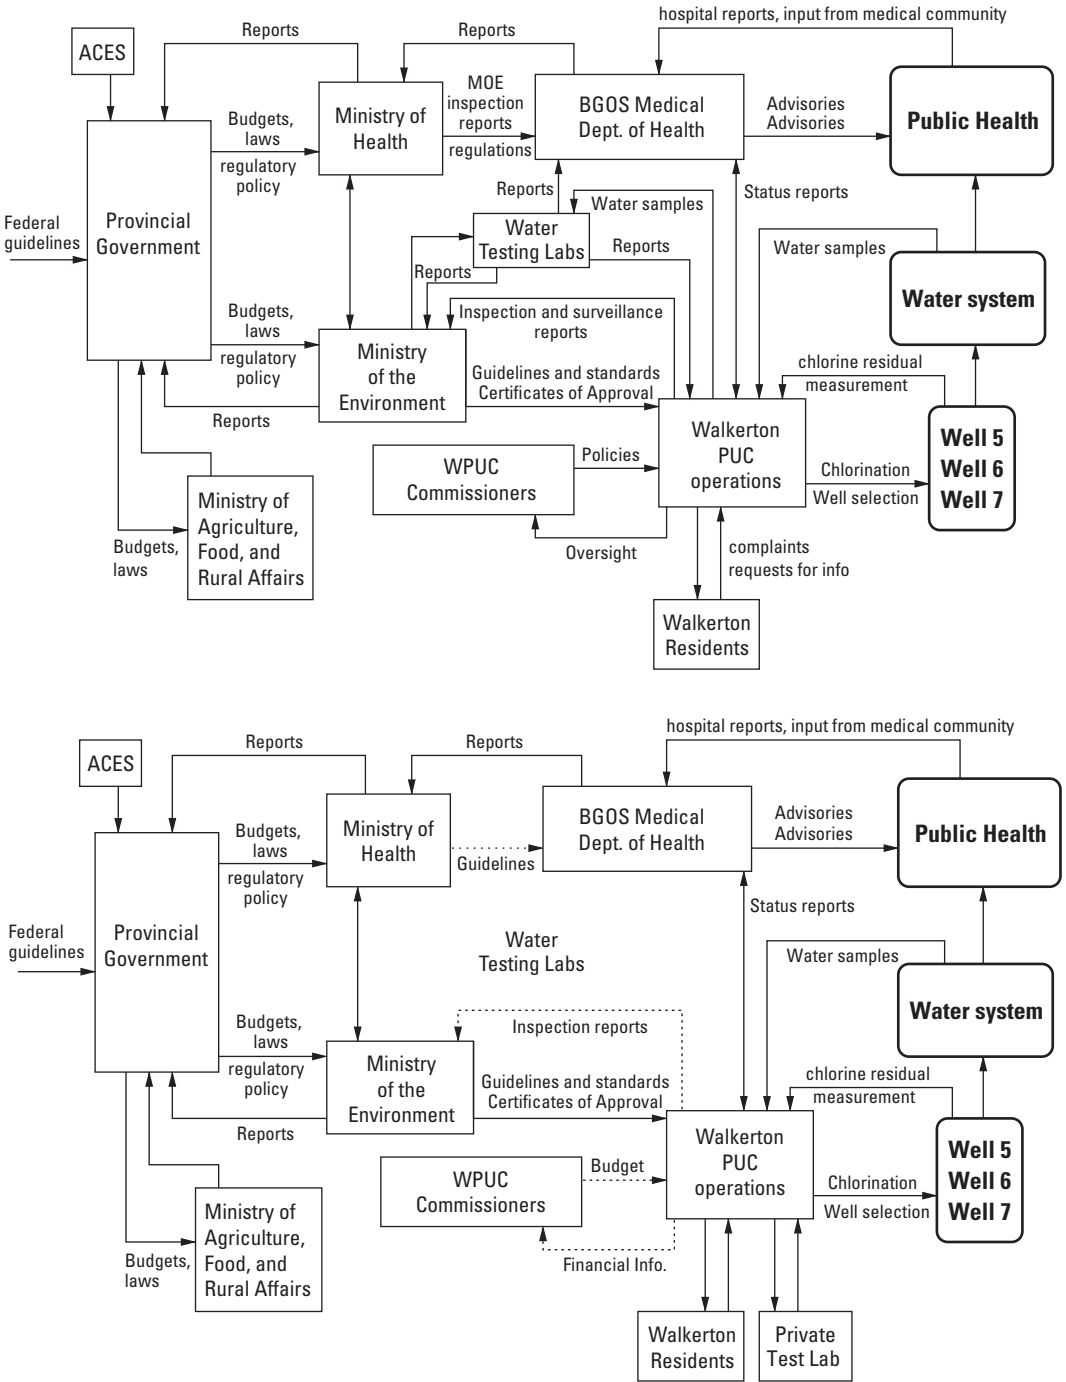 hospital reports, input from medical community
Reports
Reports
ACES
MOE
inspection
reports
regulations
Ministry of
Health
BGOS Medical
Dept. of Health
Advisories
Advisories
Public Health
Budgets,
laws
regulatory
policy
Reports
Water samples
Status reports
Federal
guidelines
Provincial
Government
Water
Testing Labs
Reports
Reports
Water samples
Water system
Budgets,
laws
regulatory
policy
Inspection and surveillance
reports
Ministry
of the
Environment
Guidelines and standards
Certificates of Approval
chlorine residual
measurement
Reports
Walkerton
PUC
operations
Well 5
Well 6
Well 7
WPUC
Commissioners
Policies
Chlorination
Well selection
Ministry of
Agriculture,
Food, and
Rural Affairs
Budgets,
laws
Oversight
complaints
requests for info
Walkerton
Residents
hospital reports, input from medical community
Reports
Reports
ACES
Ministry of
Health
Guidelines
BGOS Medical
Dept. of Health
Advisories
Advisories
Public Health
Budgets,
laws
regulatory
policy
Status reports
Federal
guidelines
Provincial
Government
Water
Testing Labs
Water samples
Water system
Budgets,
laws
regulatory
policy
Inspection reports
Ministry
of the
Environment
Guidelines and standards
Certificates of Approval
chlorine residual
measurement
Reports
Walkerton
PUC
operations
Well 5
Well 6
Well 7
WPUC
Commissioners
Budget
Chlorination
Well selection
Ministry of
Agriculture,
Food, and
Rural Affairs
Budgets,
laws
Financial Info.
Walkerton
Residents
Private
Test Lab